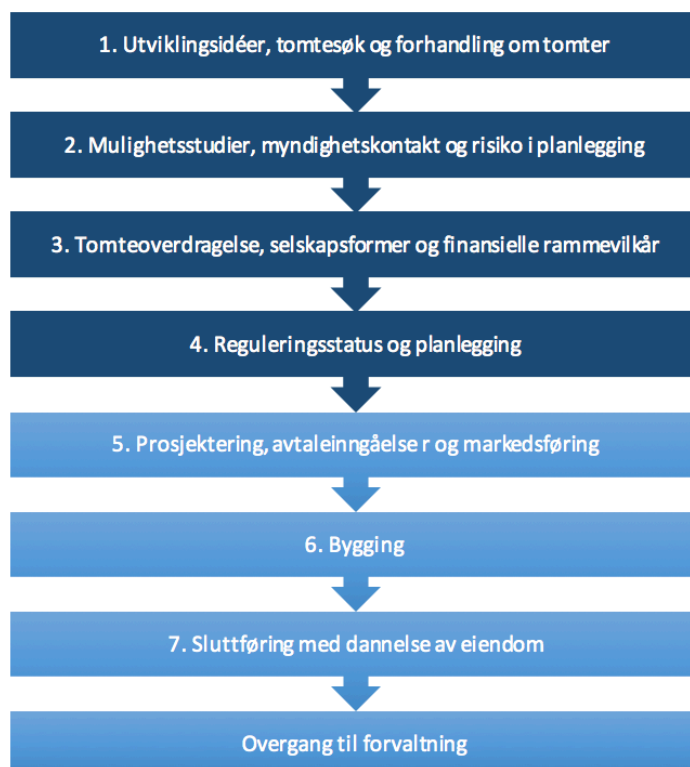 1. Utviklingsidéer, tomtesøk og forhandling om tomter
2. Mulighetsstudier, myndighetskontakt og risiko i planlegging
3. Tomteoverdragelse, selskapsformer og finansielle rammevilkår
4. Reguleringsstatus og planlegging
5. Prosjektering, avtaleinngåelse r og markedsføring
6. Bygging
7. Sluttføring med dannelse av eiendom
Overgang til forvaltning